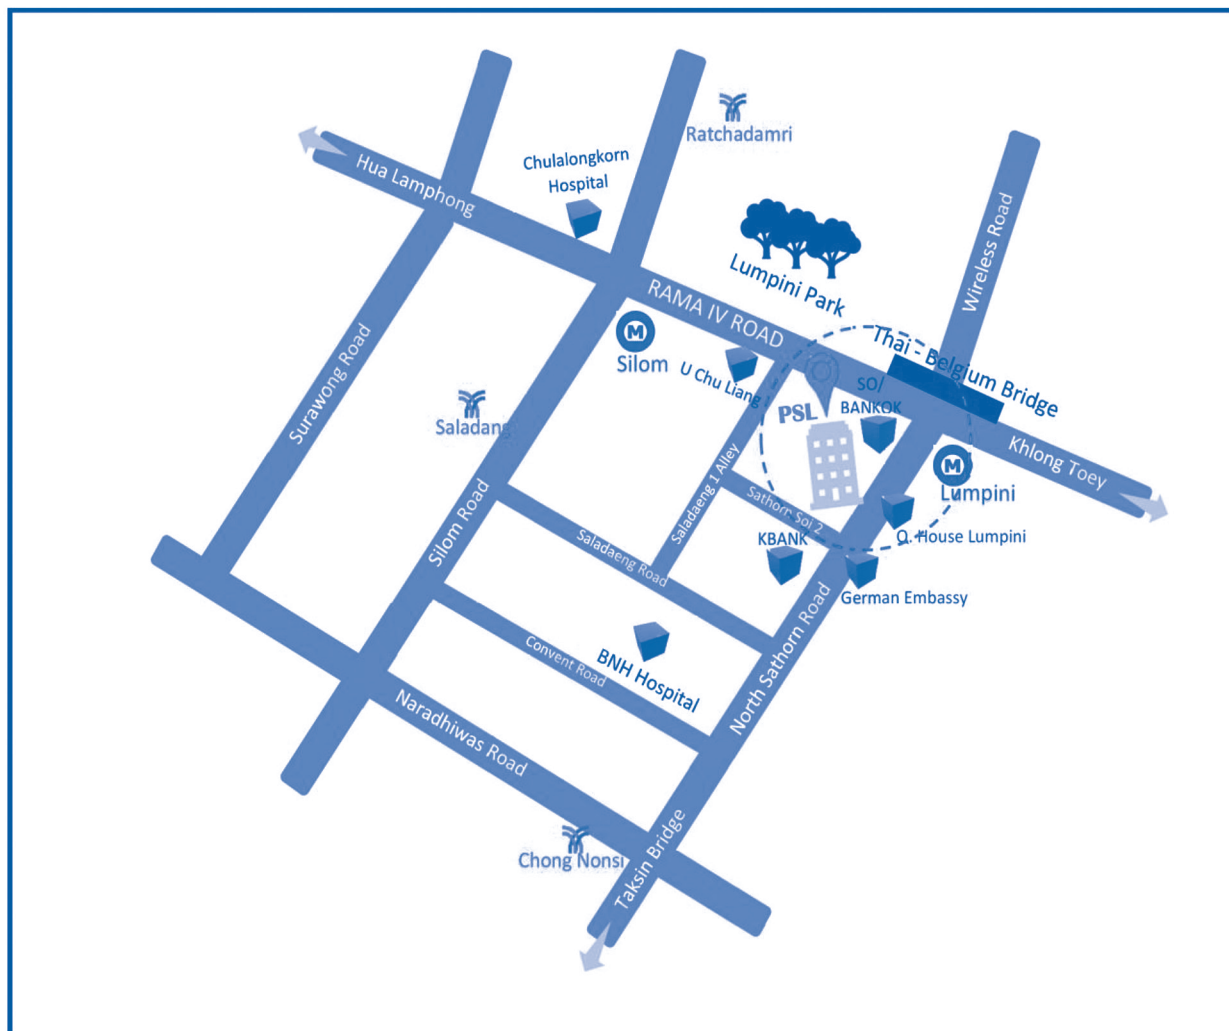 Ratchadamri
Chulalongkorn
Hospital
Hua Lamphong
Wireless Road
Lumpini Park
RAMA IV ROAD
Thai - Belgium Bridge
Silom
U Chu Liang
SO/
BANKOK
PSL
Surawong Road
Saladang
Khlong Toey
Saladaeng 1 Alley
Lumpini
Sathorn Soi 2
Silom Road
KBANK
Q. House Lumpini
Saladaeng Road
German Embassy
Convent Road
BNH Hospital
North Sathorn Road
Naradhiwas Road
Chong Nonsi
Taksin Bridge
M
M